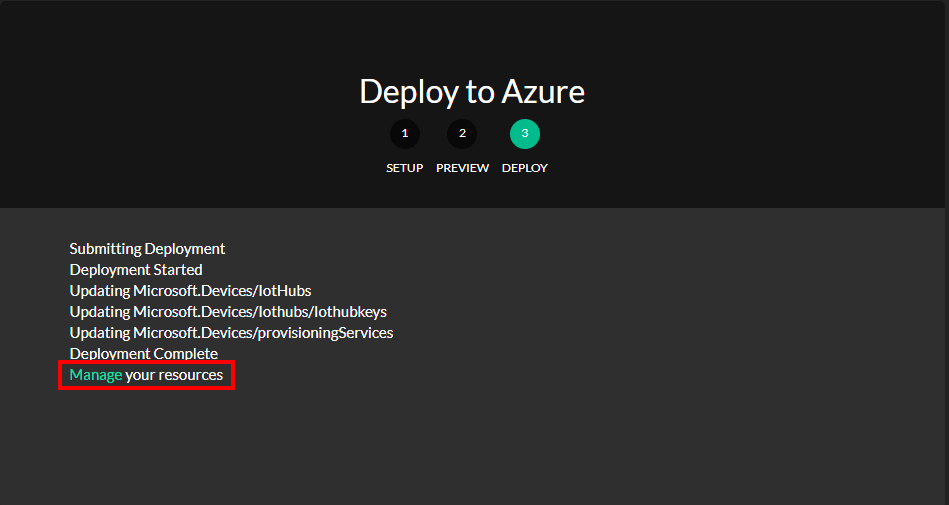 Deploy to Azure
1 2 3
SETUP PREVIEW DEPLOY
Submitting Deployment
Deployment Started
Updating Microsoft.Devices/IotHubs
Updating Microsoft.Devices/Iothubs/Iothubkeys
Updating Microsoft.Devices/provisioningServices
Deployment Complete
Manage your resources